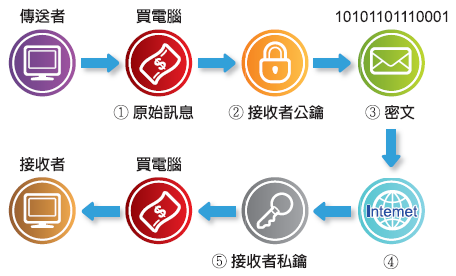 傳送者
買電腦
10101101110001
① 原始訊息
② 接收者公鑰
③ 密文
接收者
買電腦
Internet
⑤ 接收者私鑰
④